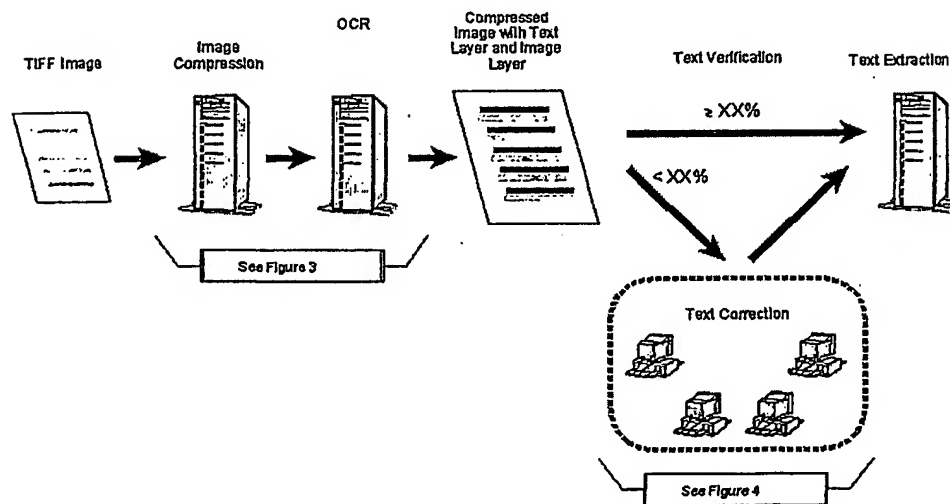 TIFF Image
Image
Compression
OCR
Compressed
Image with Text
Layer and Image
Layer
Text Verification
Text Extraction
≥ XX%
< XX%
See Figure 3
Text Correction
See Figure 4